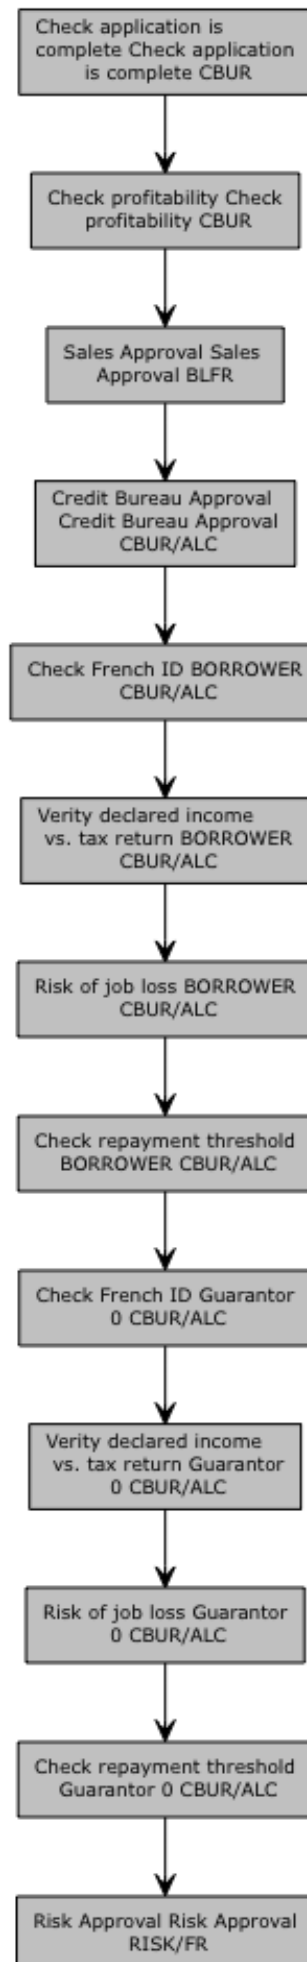 Check application is
complete Check application
is complete CBUR
Check profitability Check
profitability CBUR
Sales Approval Sales
Approval BLFR
Credit Bureau Approval
Credit Bureau Approval
CBUR/ALC
Check French ID BORROWER
CBUR/ALC
Verity declared income
vs. tax return BORROWER
CBUR/ALC
Risk of job loss BORROWER
CBUR/ALC
Check repayment threshold
BORROWER CBUR/ALC
Check French ID Guarantor
0 CBUR/ALC
Verity declared income
vs. tax return Guarantor
0 CBUR/ALC
Risk of job loss Guarantor
0 CBUR/ALC
Check repayment threshold
Guarantor 0 CBUR/ALC
Risk Approval Risk Approval
RISK/FR